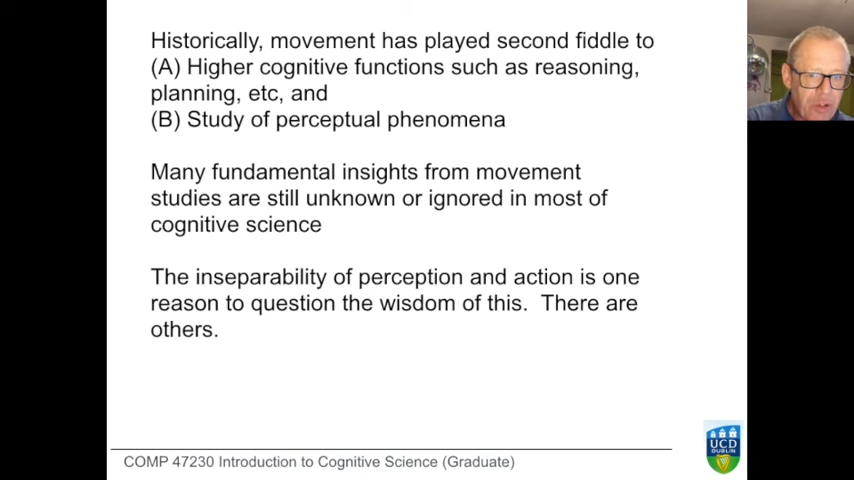 Historically, movement has played second fiddle to
(A) Higher cognitive functions such as reasoning,
planning, etc, and
(B) Study of perceptual phenomena
Many fundamental insights from movement
studies are still unknown or ignored in most of
cognitive science
The inseparability of perception and action is one
reason to question the wisdom of this.  There are
others.
COMP 47230 Introduction to Cognitive Science (Graduate)
UCD
DUBLIN